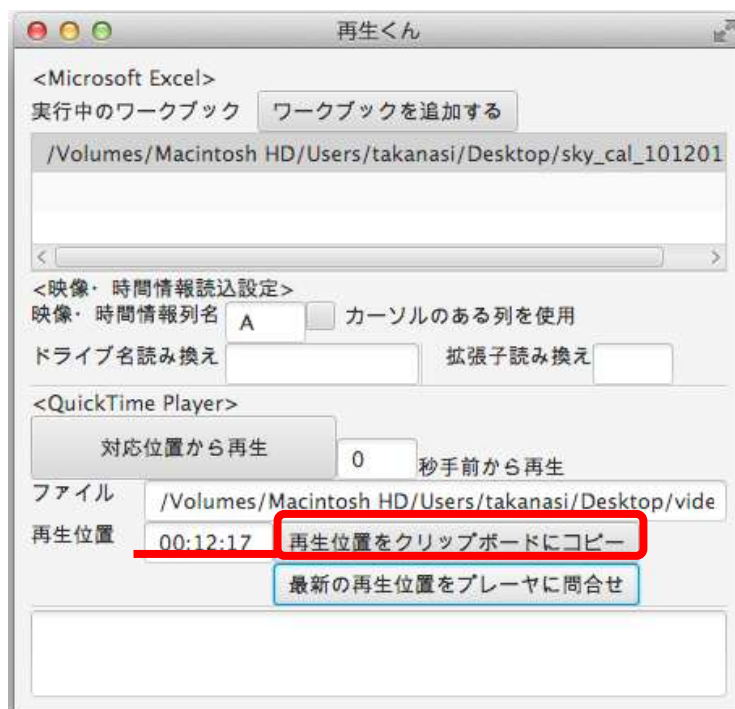 再生くん
<Microsoft Excel>
実行中のワークブック ワークブックを追加する
/Volumes/Macintosh HD/Users/takanasi/Desktop/sky_cal_101201
<映像・時間情報読込設定>
映像・時間情報列名 A カーソルのある列を使用
ドライブ名読み換え 拡張子読み換え
<QuickTime Player>
対応位置から再生 0 秒手前から再生
ファイル /Volumes/Macintosh HD/Users/takanasi/Desktop/vide
再生位置 00:12:17 再生位置をクリップボードにコピー
最新の再生位置をプレーヤに問合せ